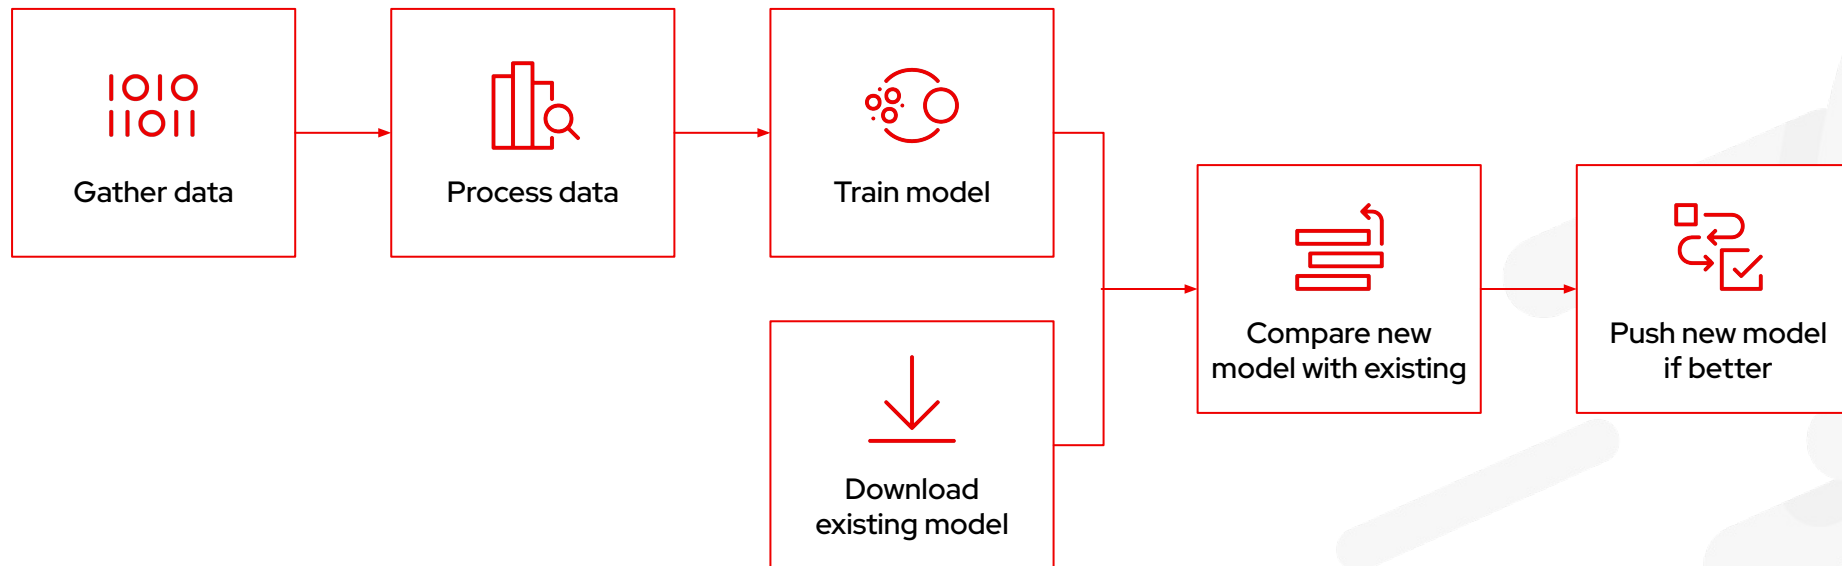 1010
11011
Gather data
Process data
Train model
Download
existing model
Compare new
model with existing
Push new model
if better